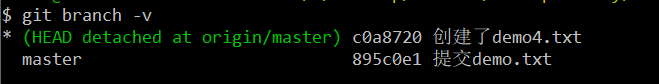 $ git branch -v
* (HEAD detached at origin/master) c0a8720 创建了demo4.txt
  master                           895c0e1 提交demo.txt